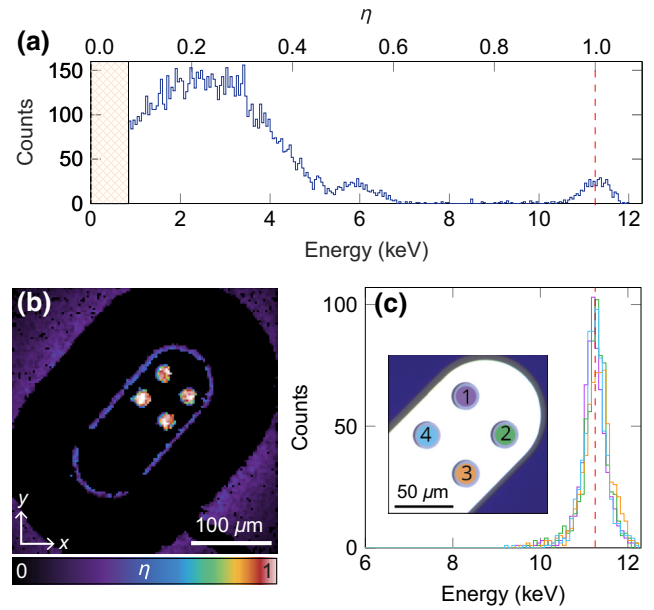 η
(a)
0.0 0.2 0.4 0.6 0.8 1.0
150
100
50
0
Counts
0 2 4 6 8 10 12
Energy (keV)
(b)
y
x
100 µm
0 η 1
(c)
100
50
0
Counts
1
2
3
4
50 µm
6 8 10 12
Energy (keV)